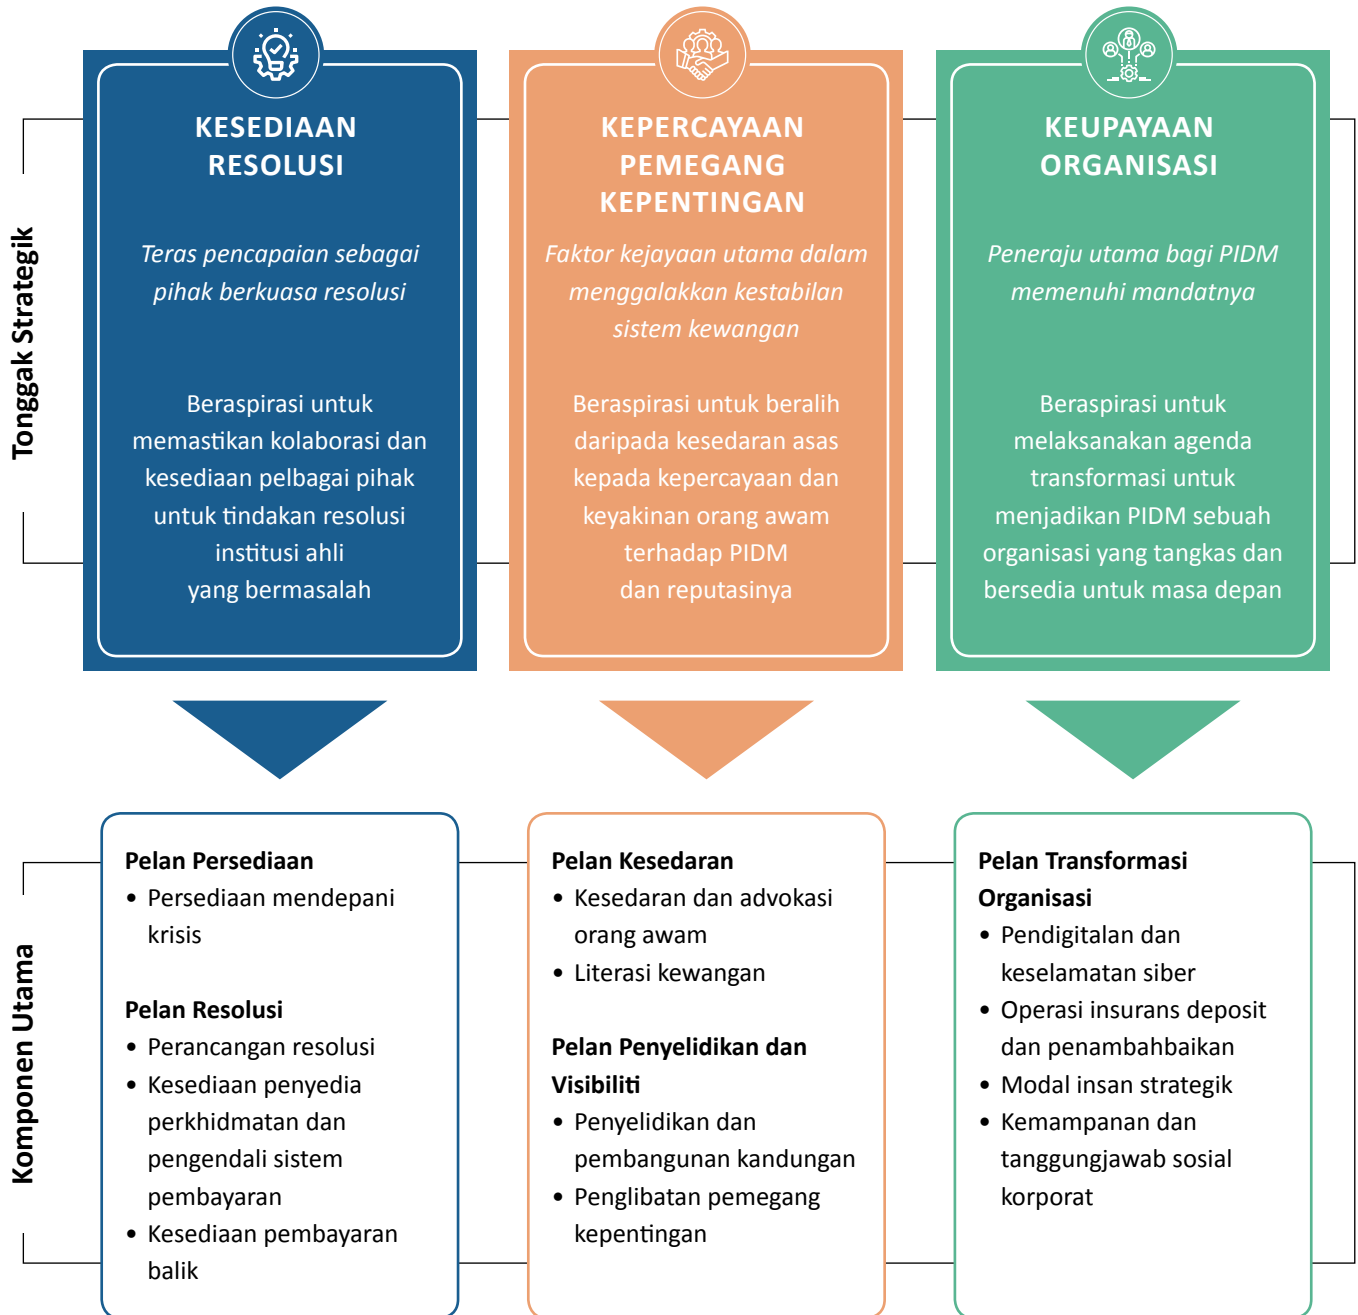 Tonggak Strategik
KESEDIAAN
RESOLUSI
Teras pencapaian sebagai
pihak berkuasa resolusi
Beraspirasi untuk
memastikan kolaborasi dan
kesediaan pelbagai pihak
untuk tindakan resolusi
institusi ahli
yang bermasalah
KEPERCAYAAN
PEMEGANG
KEPENTINGAN
Faktor kejayaan utama dalam
menggalakkan kestabilan
sistem kewangan
Beraspirasi untuk beralih
daripada kesedaran asas
kepada kepercayaan dan
keyakinan orang awam
terhadap PIDM
dan reputasinya
KEUPAYAAN
ORGANISASI
Peneraju utama bagi PIDM
memenuhi mandatnya
Beraspirasi untuk
melaksanakan agenda
transformasi untuk
menjadikan PIDM sebuah
organisasi yang tangkas dan
bersedia untuk masa depan
Komponen Utama
Pelan Persediaan
• Persediaan mendepani
krisis
Pelan Resolusi
• Perancangan resolusi
• Kesediaan penyedia
perkhidmatan dan
pengendali sistem
pembayaran
• Kesediaan pembayaran
balik
Pelan Kesedaran
• Kesedaran dan advokasi
orang awam
• Literasi kewangan
Pelan Penyelidikan dan
Visibiliti
• Penyelidikan dan
pembangunan kandungan
• Penglibatan pemegang
kepentingan
Pelan Transformasi
Organisasi
• Pendigitalan dan
keselamatan siber
• Operasi insurans deposit
dan penambahbaikan
• Modal insan strategik
• Kemampanan dan
tanggungjawab sosial
korporat